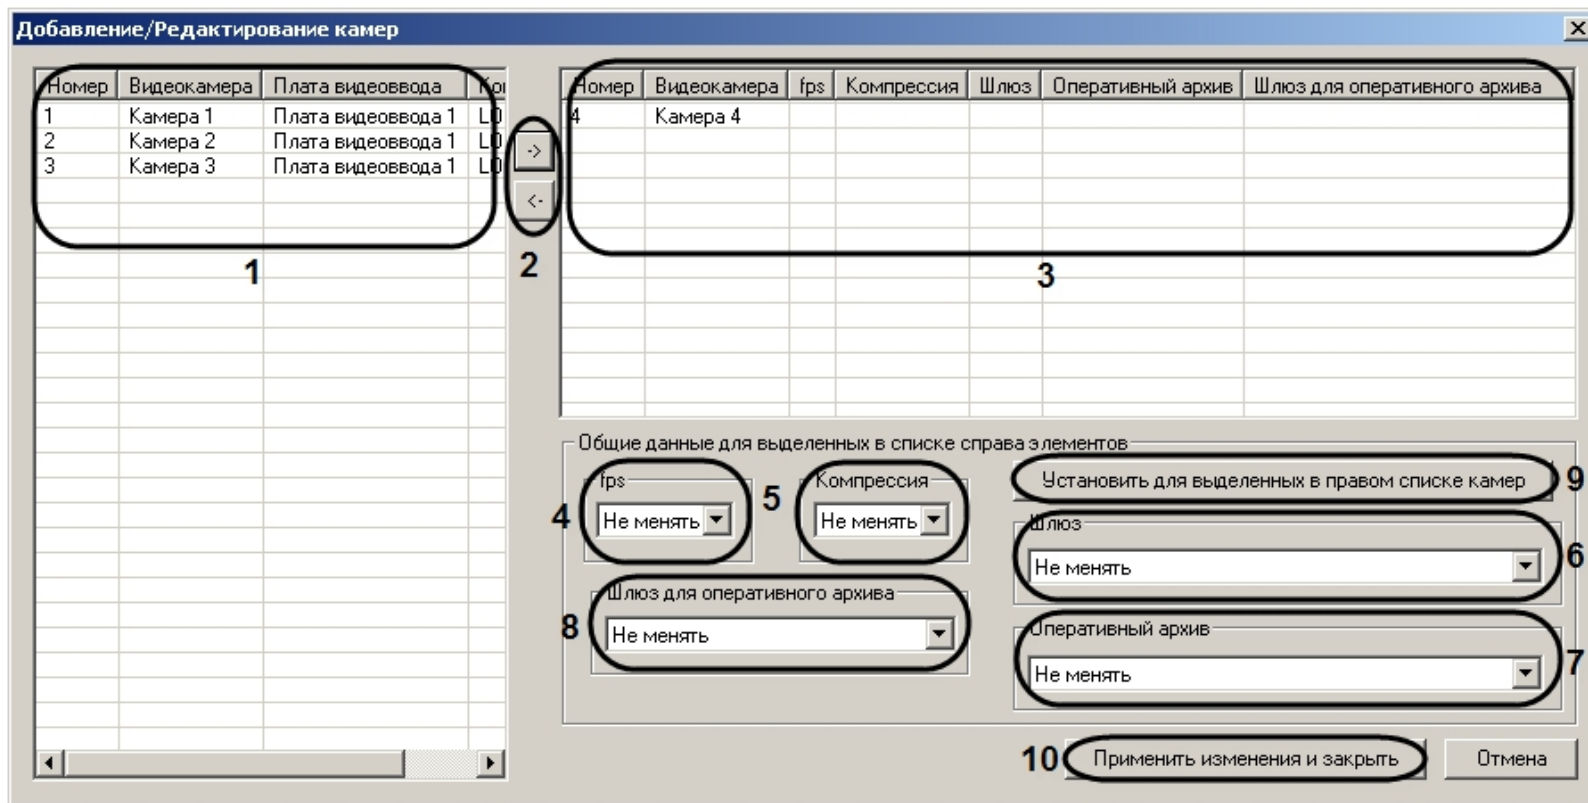 Добавление/Редактирование камер
Номер Видеокамера Плата видеоввода
1 Камера 1 Плата видеоввода 1
2 Камера 2 Плата видеоввода 1
3 Камера 3 Плата видеоввода 1
1
->
<-
2
Номер Видеокамера fps Компрессия Шлюз Оперативный архив Шлюз для оперативного архива
4 Камера 4
3
Общие данные для выделенных в списке справа элементов
fps
4 Не менять
Компрессия
5 Не менять
Установить для выделенных в правом списке камер 9
Шлюз
Не менять 6
Шлюз для оперативного архива
8 Не менять
Оперативный архив
Не менять 7
10 Применить изменения и закрыть Отмена